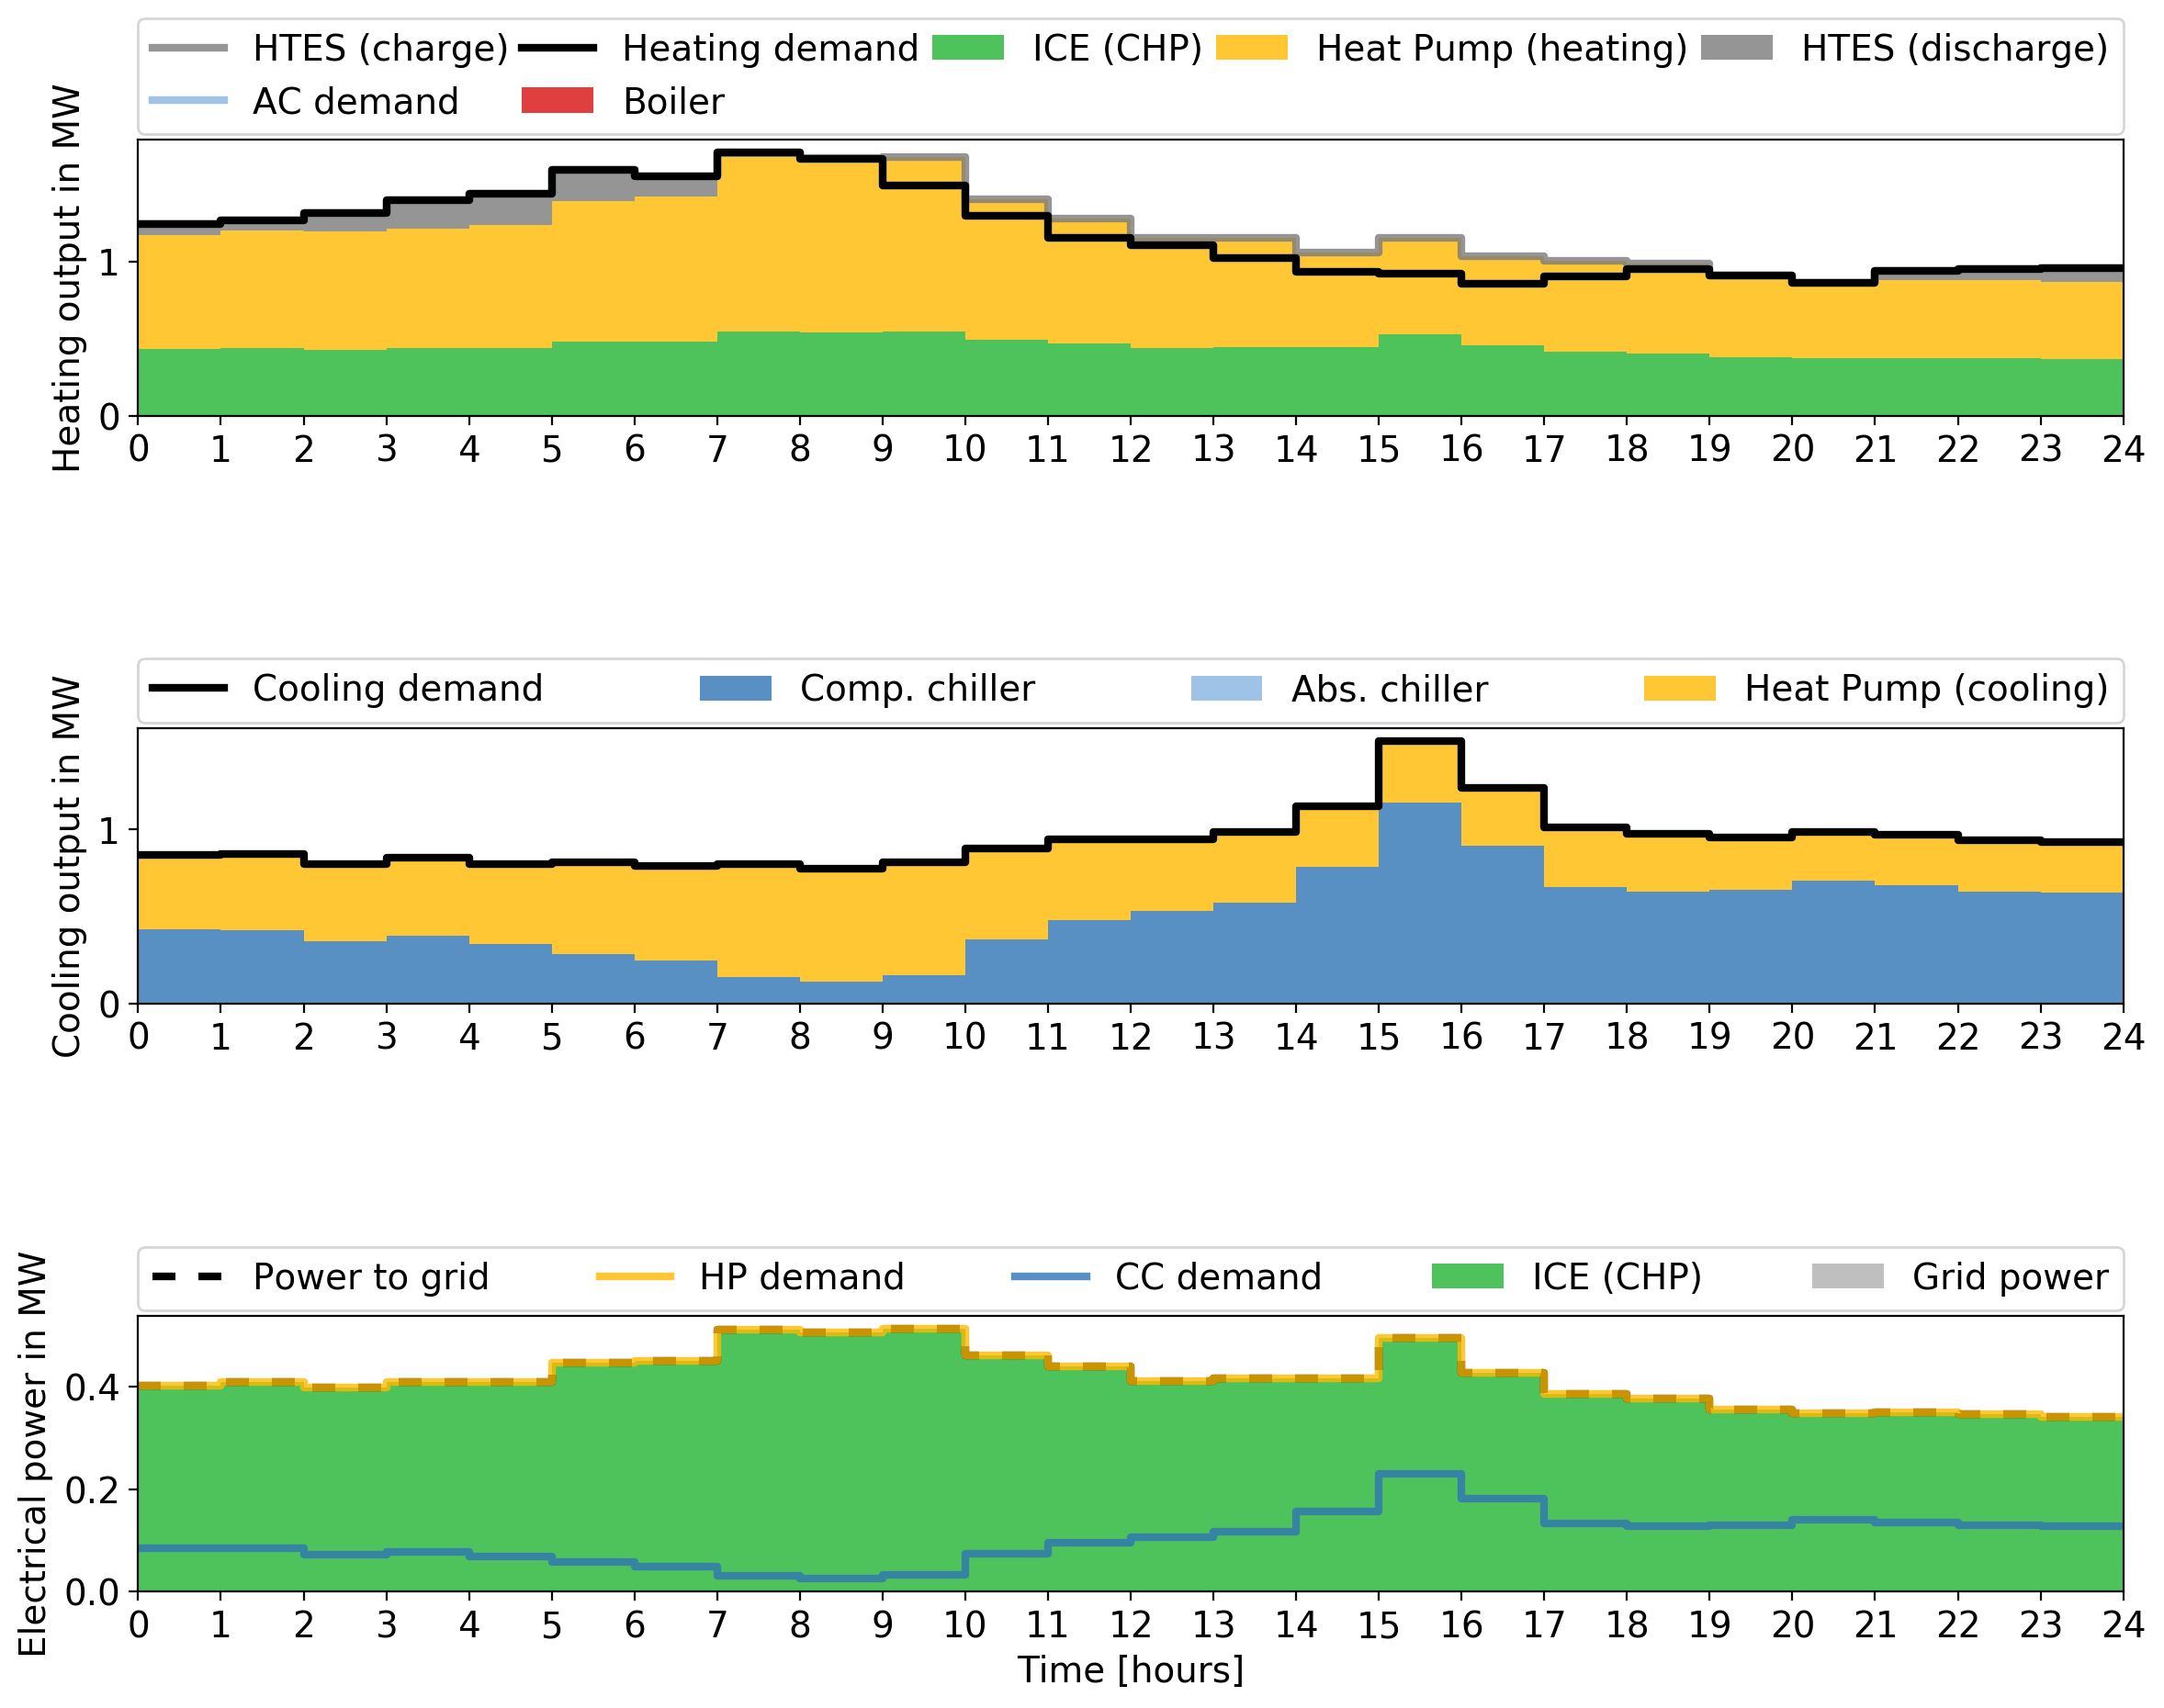 HTES (charge) Heating demand ICE (CHP) Heat Pump (heating) HTES (discharge)
AC demand Boiler
Heating output in MW
1
0
0 1 2 3 4 5 6 7 8 9 10 11 12 13 14 15 16 17 18 19 20 21 22 23 24
Cooling demand Comp. chiller Abs. chiller Heat Pump (cooling)
Cooling output in MW
1
0
0 1 2 3 4 5 6 7 8 9 10 11 12 13 14 15 16 17 18 19 20 21 22 23 24
Power to grid HP demand CC demand ICE (CHP) Grid power
Electrical power in MW
0.4
0.2
0.0
0 1 2 3 4 5 6 7 8 9 10 11 12 13 14 15 16 17 18 19 20 21 22 23 24
Time [hours]